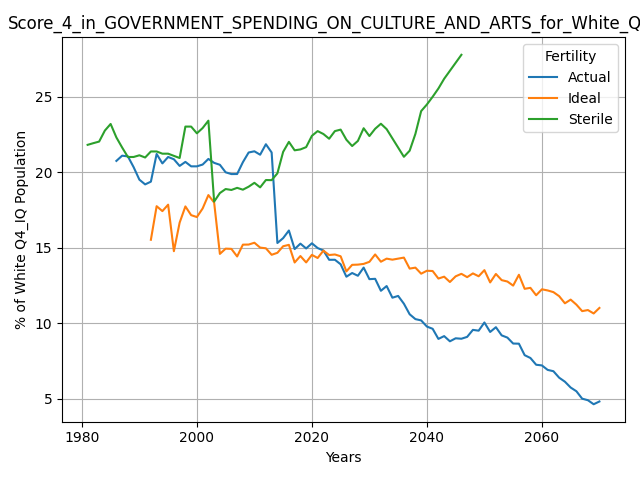 Score_4_in_GOVERNMENT_SPENDING_ON_CULTURE_AND_ARTS_for_White_Q
Fertility
Actual
Ideal
Sterile
% of White Q4_IQ Population
25
20
15
10
5
1980 2000 2020 2040 2060
Years